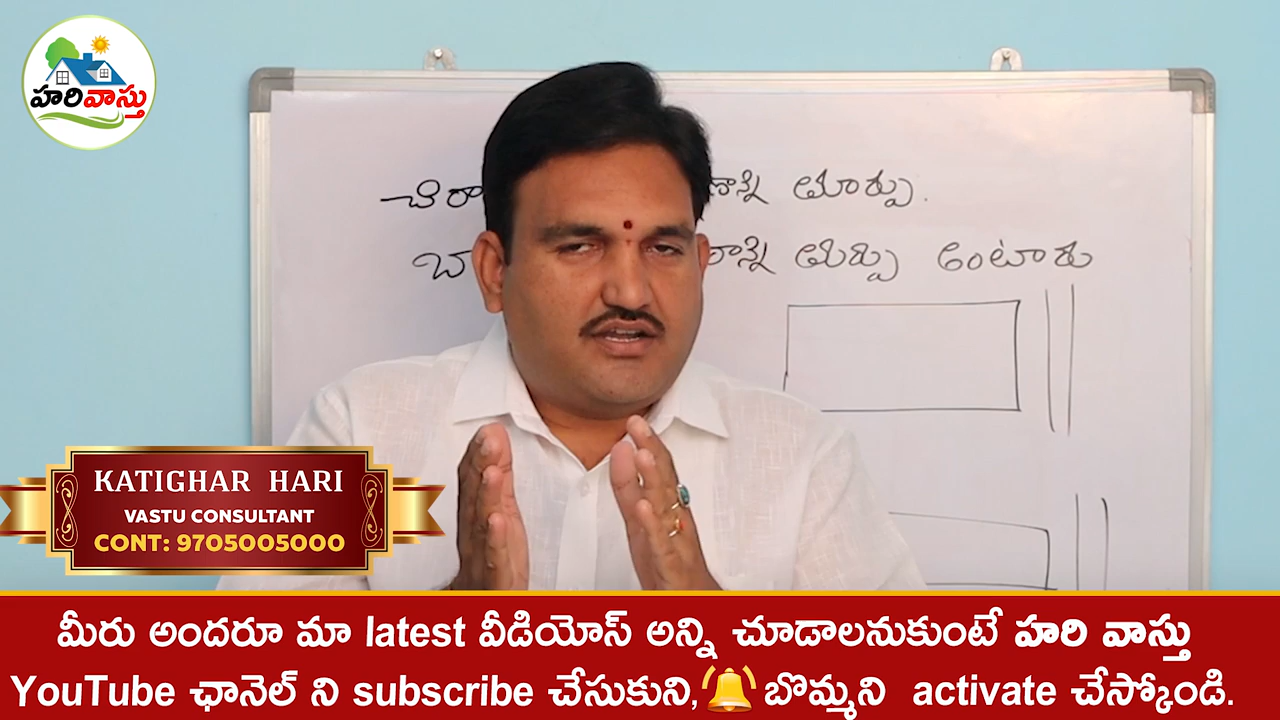 హరివాస్తు
తూర్పు.
తూర్పు అంటారు
KATIGHAR HARI
VASTU CONSULTANT
CONT: 9705005000
మీరు అందరూ మా latest వీడియోస్ అన్ని చూడాలనుకుంటే హరి వాస్తు
YouTube ఛానెల్ ని subscribe చేసుకుని,🔔బొమ్మని activate చేస్కోండి.